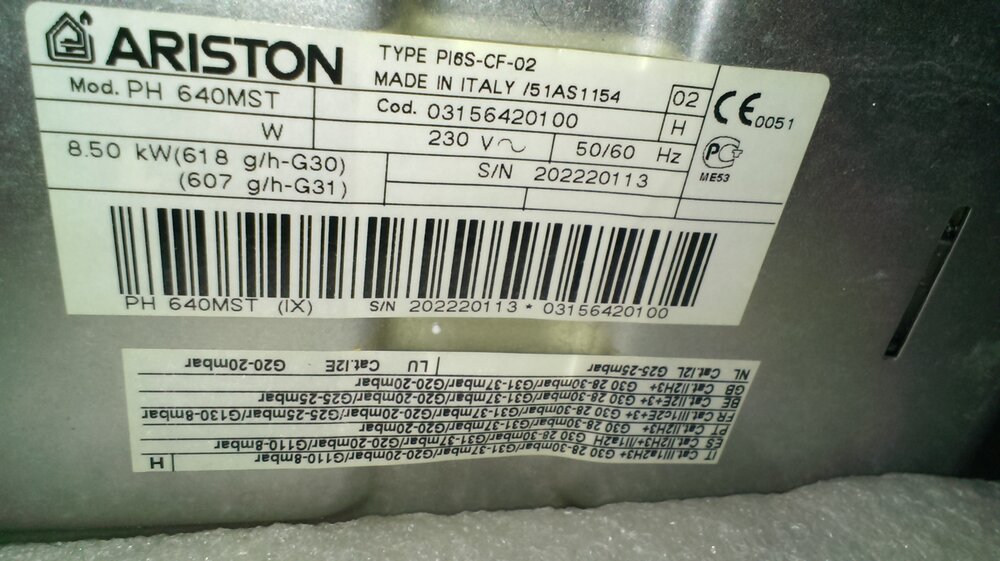 ARISTON
TYPE PI6S-CF-02
MADE IN ITALY /51AS1154
02
CE 0051
Mod. PH 640MST
Cod. 03156420100
H
W
230 V~
50/60 Hz
ME53
8.50 kW(618 g/h-G30)
(607 g/h-G31)
S/N 202220113
PH 640MST (IX) S/N 202220113 * 03156420100
IT Cat.III1a2H3+ G30 28-30mbar/G31-37mbar/G20-20mbar/G110-8mbar H
ES Cat.II2H3+/III1a2H G30 28-30mbar/G31-37mbar/G20-20mbar/G110-8mbar
PT Cat.II2H3+ G30 28-30mbar/G31-37mbar/G20-20mbar
FR Cat.III1c2E+3+ G30 28-30mbar/G31-37mbar/G20-20mbar/G25-25mbar/G130-8mbar
BE Cat.II2E+3+ G30 28-30mbar/G31-37mbar/G20-20mbar/G25-25mbar
GB Cat.II2H3+ G30 28-30mbar/G31-37mbar/G20-20mbar
NL Cat.I2L G25-25mbar LU Cat.I2E G20-20mbar